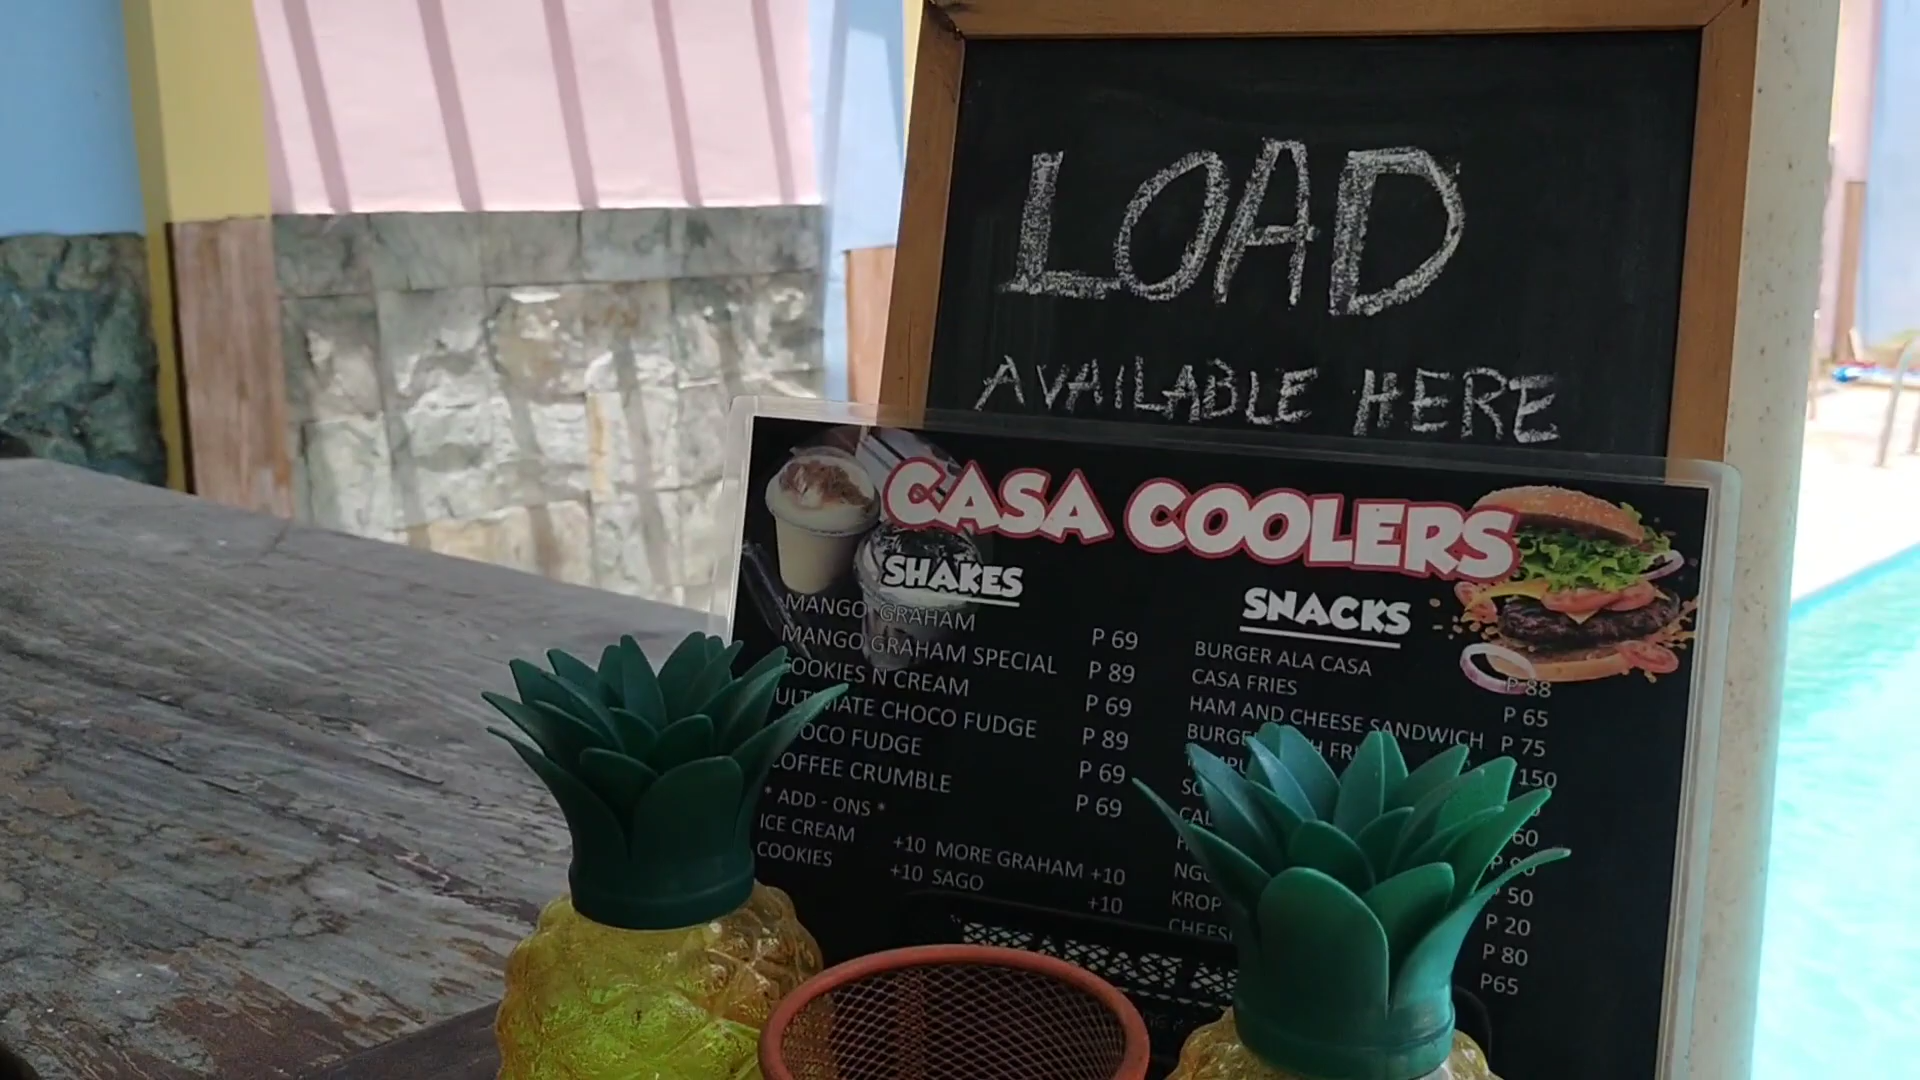 LOAD
AVAILABLE HERE
CASA COOLERS
SHAKES
MANGO GRAHAM P 69
MANGO GRAHAM SPECIAL P 89
COOKIES N CREAM P 69
ULTIMATE CHOCO FUDGE P 89
CHOCO FUDGE P 69
COFFEE CRUMBLE P 69
* ADD - ONS *
ICE CREAM +10 MORE GRAHAM +10
COOKIES +10 SAGO +10
SNACKS
BURGER ALA CASA P 88
CASA FRIES P 65
HAM AND CHEESE SANDWICH P 75
150
60
50
P 20
P 80
P65